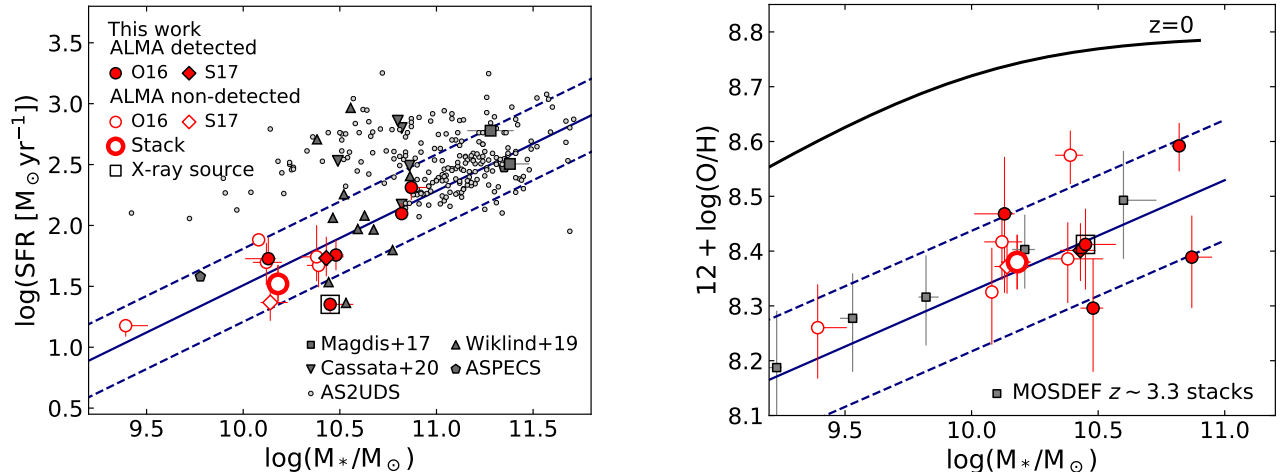 3.5
3.0
2.5
2.0
1.5
1.0
0.5
log(SFR [M⊙ yr⁻¹])
This work
ALMA detected
O16 S17
ALMA non-detected
O16 S17
Stack
X-ray source
Magdis+17 Wiklind+19
Cassata+20 ASPECS
AS2UDS
9.5 10.0 10.5 11.0 11.5
log(M*/M⊙)
8.8
8.7
8.6
8.5
8.4
8.3
8.2
8.1
12 + log(O/H)
z=0
MOSDEF z ~ 3.3 stacks
9.5 10.0 10.5 11.0
log(M*/M⊙)